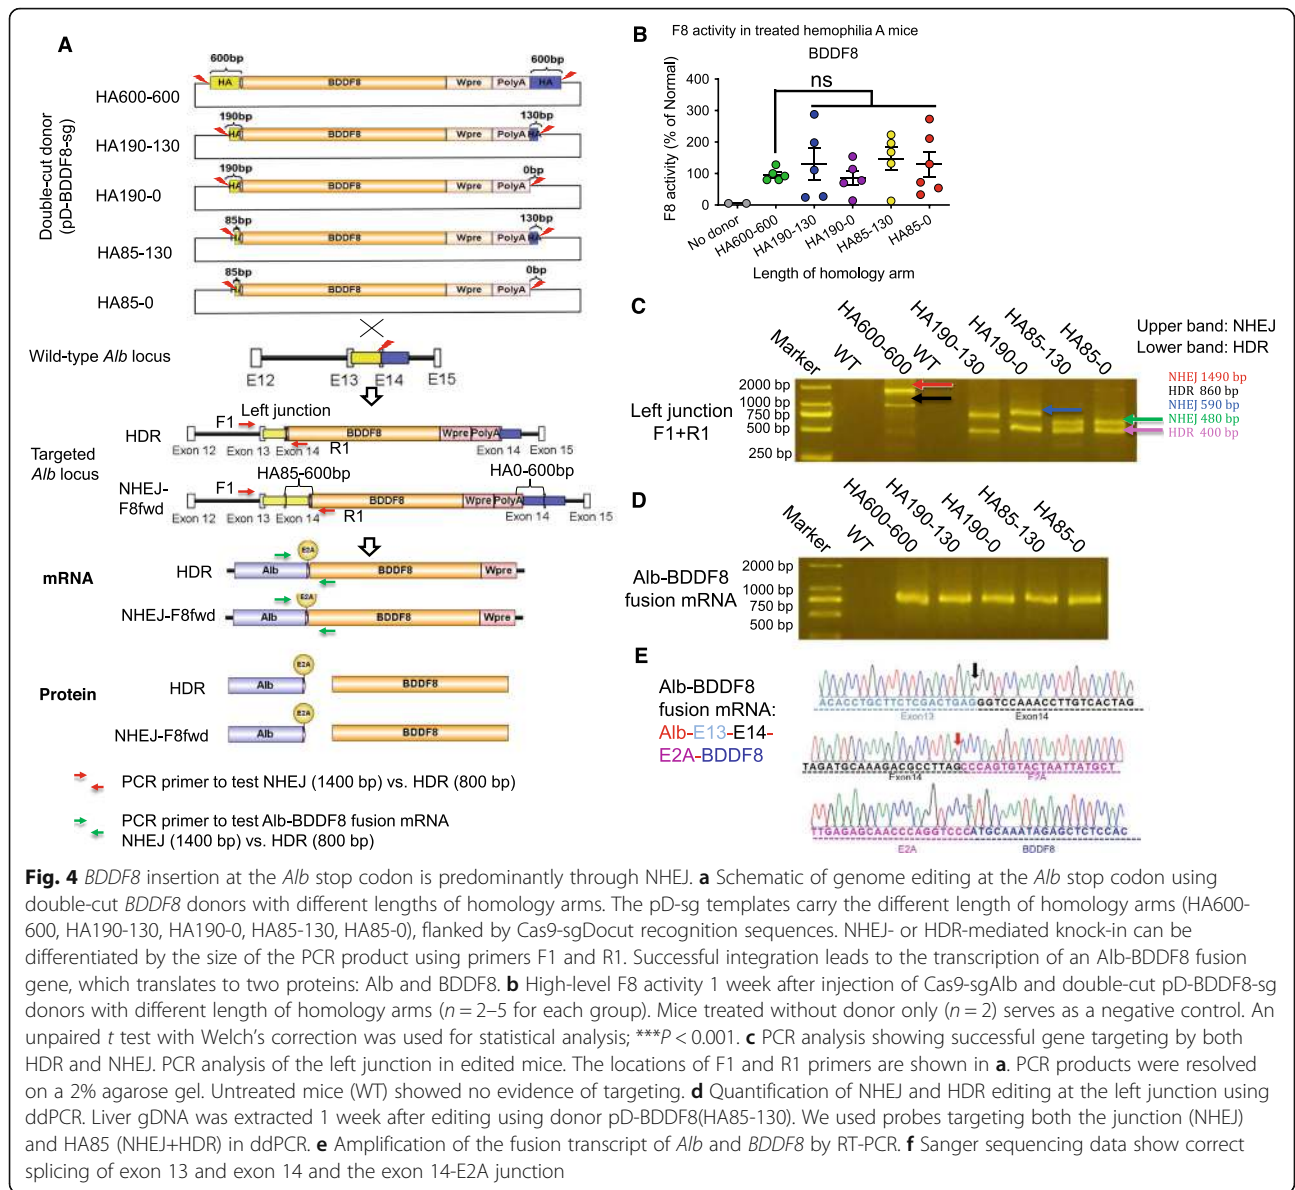 A
Double-cut donor
(pD-BDDF8-sg)
600bp
600bp
HA600-600
HA
BDDF8
Wpre
PolyA
HA
190bp
130bp
HA190-130
HA
BDDF8
Wpre
PolyA
HA
190bp
0bp
HA190-0
HA
BDDF8
Wpre
PolyA
85bp
130bp
HA85-130
HA
BDDF8
Wpre
PolyA
HA
85bp
0bp
HA85-0
BDDF8
Wpre
PolyA
Wild-type Alb locus
E12
E13
E14
E15
Targeted
Alb locus
HDR
F1
Left junction
BDDF8
Wpre
PolyA
Exon 12
Exon 13
Exon 14
R1
Exon 14
Exon 15
HA85-600bp
HA0-600bp
NHEJ-
F8fwd
F1
BDDF8
Wpre
PolyA
Exon 12
Exon 13
Exon 14
R1
Exon 14
Exon 15
mRNA
HDR
Alb
E2A
BDDF8
Wpre
NHEJ-F8fwd
Alb
E2A
BDDF8
Wpre
Protein
HDR
Alb
E2A
BDDF8
NHEJ-F8fwd
Alb
E2A
BDDF8
PCR primer to test NHEJ (1400 bp) vs. HDR (800 bp)
PCR primer to test Alb-BDDF8 fusion mRNA
NHEJ (1400 bp) vs. HDR (800 bp)
B
F8 activity in treated hemophilia A mice
BDDF8
F8 activity (% of Normal)
400
300
200
100
0
ns
No donor
HA600-600
HA190-130
HA190-0
HA85-130
HA85-0
Length of homology arm
C
Marker
WT
HA600-600
WT
HA190-130
HA190-0
HA85-130
HA85-0
Upper band: NHEJ
Lower band: HDR
2000 bp
1000 bp
750 bp
500 bp
250 bp
Left junction
F1+R1
NHEJ 1490 bp
HDR 860 bp
NHEJ 590 bp
NHEJ 480 bp
HDR 400 bp
D
Marker
WT
HA600-600
HA190-130
HA190-0
HA85-130
HA85-0
Alb-BDDF8
fusion mRNA
2000 bp
1000 bp
750 bp
500 bp
E
Alb-BDDF8
fusion mRNA:
Alb-E13-E14-
E2A-BDDF8
ACACCTGCTTCTCGACTGAGGGTCCAAACCTTGTCACTAG
Exon13
Exon14
TAGATGCAAAGACGCCTTAGCCCAGTGTACTAATTATGCT
Exon14
E2A
TTGAGAGCAACCCAGGTCCCATGCAAATAGAGCTCTCCAC
E2A
BDDF8
Fig. 4 BDDF8 insertion at the Alb stop codon is predominantly through NHEJ. a Schematic of genome editing at the Alb stop codon using
double-cut BDDF8 donors with different lengths of homology arms. The pD-sg templates carry the different length of homology arms (HA600-
600, HA190-130, HA190-0, HA85-130, HA85-0), flanked by Cas9-sgDocut recognition sequences. NHEJ- or HDR-mediated knock-in can be
differentiated by the size of the PCR product using primers F1 and R1. Successful integration leads to the transcription of an Alb-BDDF8 fusion
gene, which translates to two proteins: Alb and BDDF8. b High-level F8 activity 1 week after injection of Cas9-sgAlb and double-cut pD-BDDF8-sg
donors with different length of homology arms (n = 2–5 for each group). Mice treated without donor only (n = 2) serves as a negative control. An
unpaired t test with Welch's correction was used for statistical analysis; ***P < 0.001. c PCR analysis showing successful gene targeting by both
HDR and NHEJ. PCR analysis of the left junction in edited mice. The locations of F1 and R1 primers are shown in a. PCR products were resolved
on a 2% agarose gel. Untreated mice (WT) showed no evidence of targeting. d Quantification of NHEJ and HDR editing at the left junction using
ddPCR. Liver gDNA was extracted 1 week after editing using donor pD-BDDF8(HA85-130). We used probes targeting both the junction (NHEJ)
and HA85 (NHEJ+HDR) in ddPCR. e Amplification of the fusion transcript of Alb and BDDF8 by RT-PCR. f Sanger sequencing data show correct
splicing of exon 13 and exon 14 and the exon 14-E2A junction